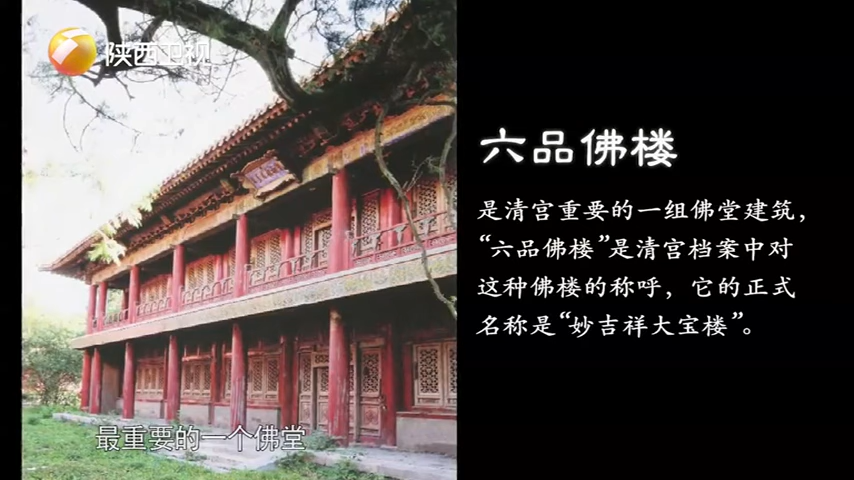 陕西卫视
六品佛楼
是清宫重要的一组佛堂建筑，
“六品佛楼”是清宫档案中对
这种佛楼的称呼，它的正式
名称是“妙吉祥大宝楼”。
最重要的一个佛堂